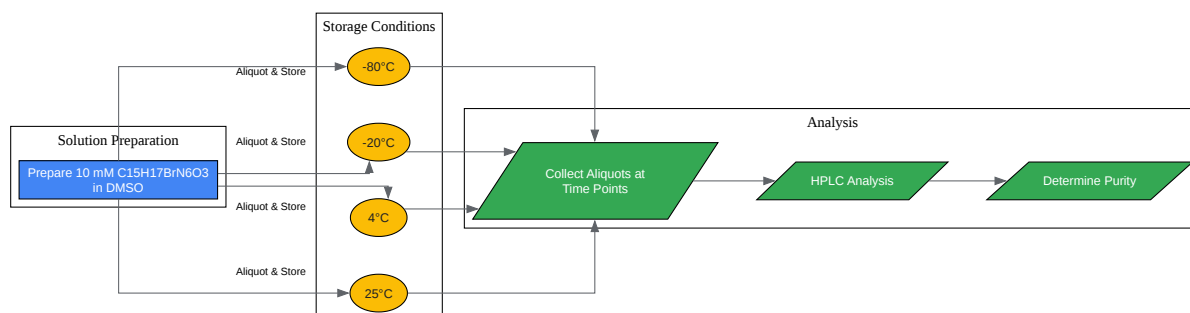 Storage Conditions
Aliquot & Store
-80°C
Solution Preparation
Prepare 10 mM C15H17BrN6O3
in DMSO
Aliquot & Store
-20°C
Aliquot & Store
4°C
Aliquot & Store
25°C
Analysis
Collect Aliquots at
Time Points
HPLC Analysis
Determine Purity